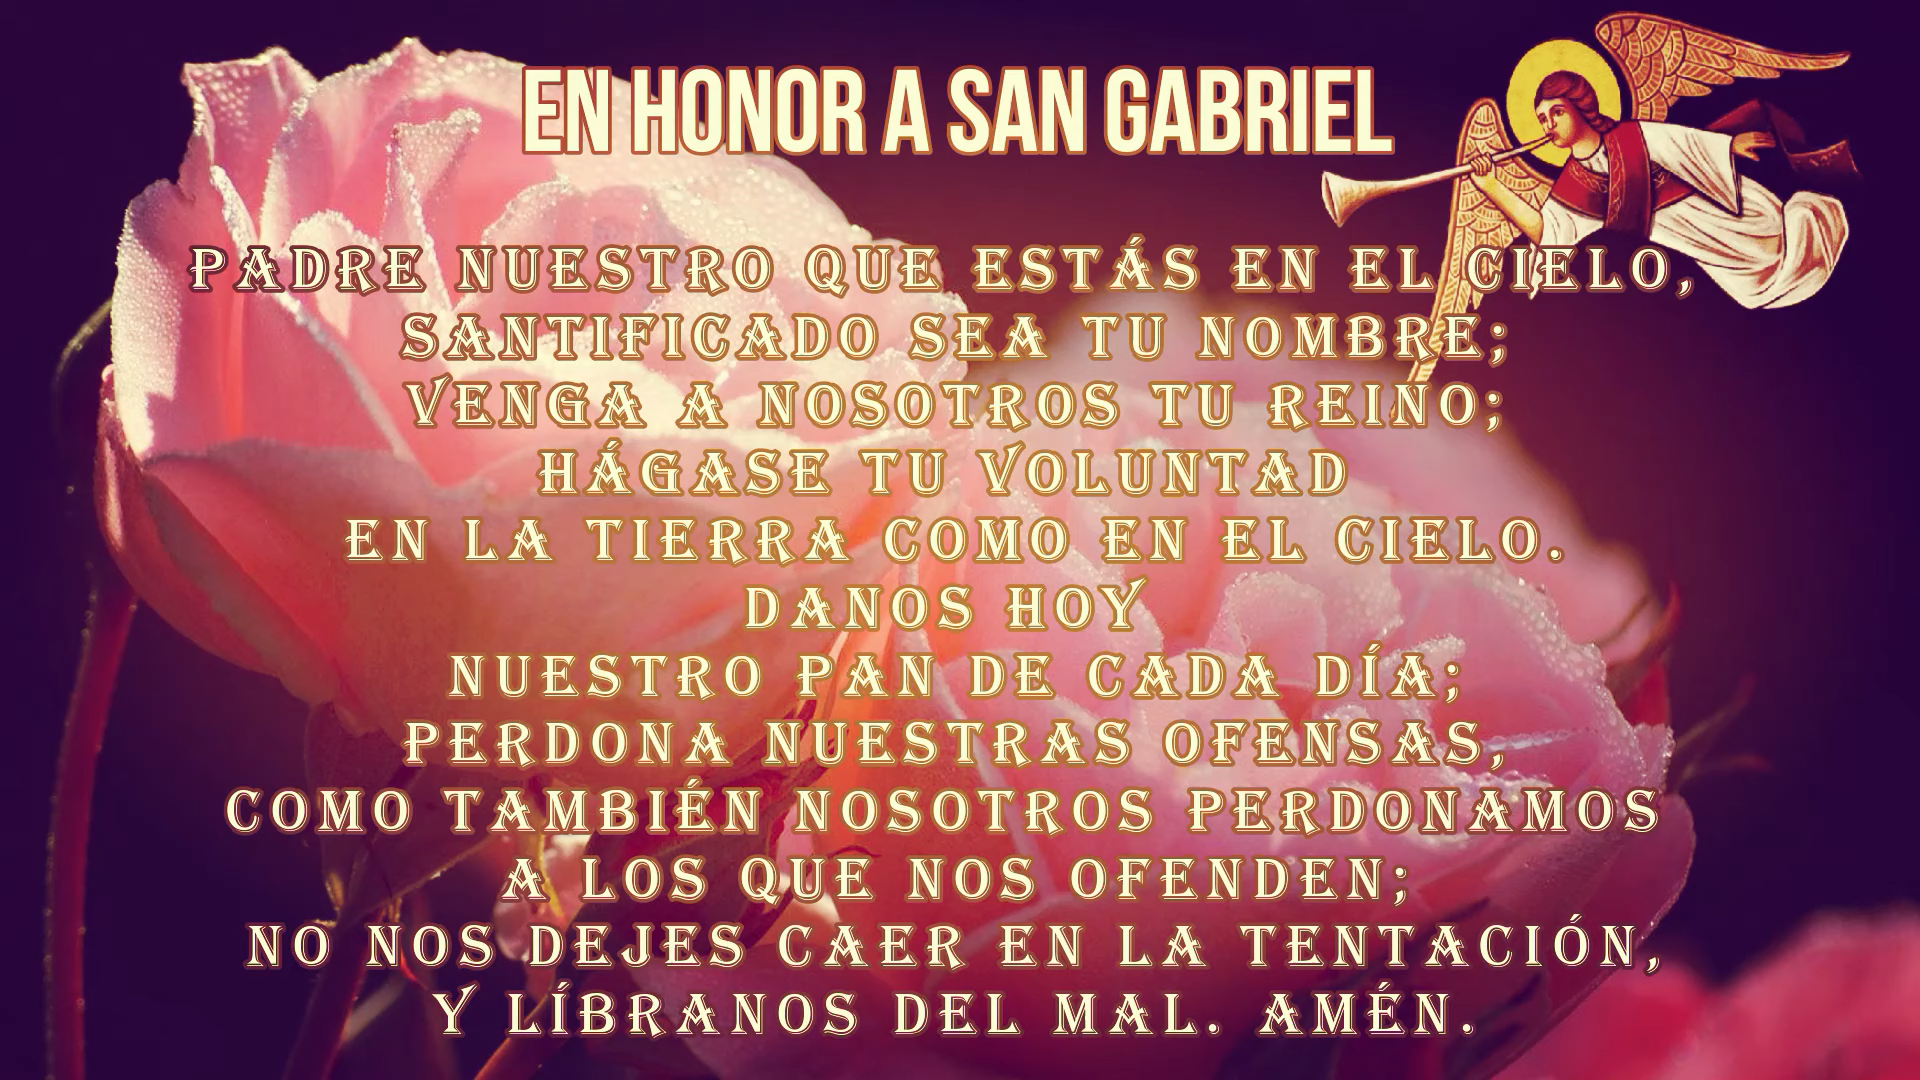 EN HONOR A SAN GABRIEL
PADRE NUESTRO QUE ESTÁS EN EL CIELO,
SANTIFICADO SEA TU NOMBRE;
VENGA A NOSOTROS TU REINO;
HÁGASE TU VOLUNTAD
EN LA TIERRA COMO EN EL CIELO.
DANOS HOY
NUESTRO PAN DE CADA DÍA;
PERDONA NUESTRAS OFENSAS,
COMO TAMBIÉN NOSOTROS PERDONAMOS
A LOS QUE NOS OFENDEN;
NO NOS DEJES CAER EN LA TENTACIÓN,
Y LÍBRANOS DEL MAL. AMÉN.